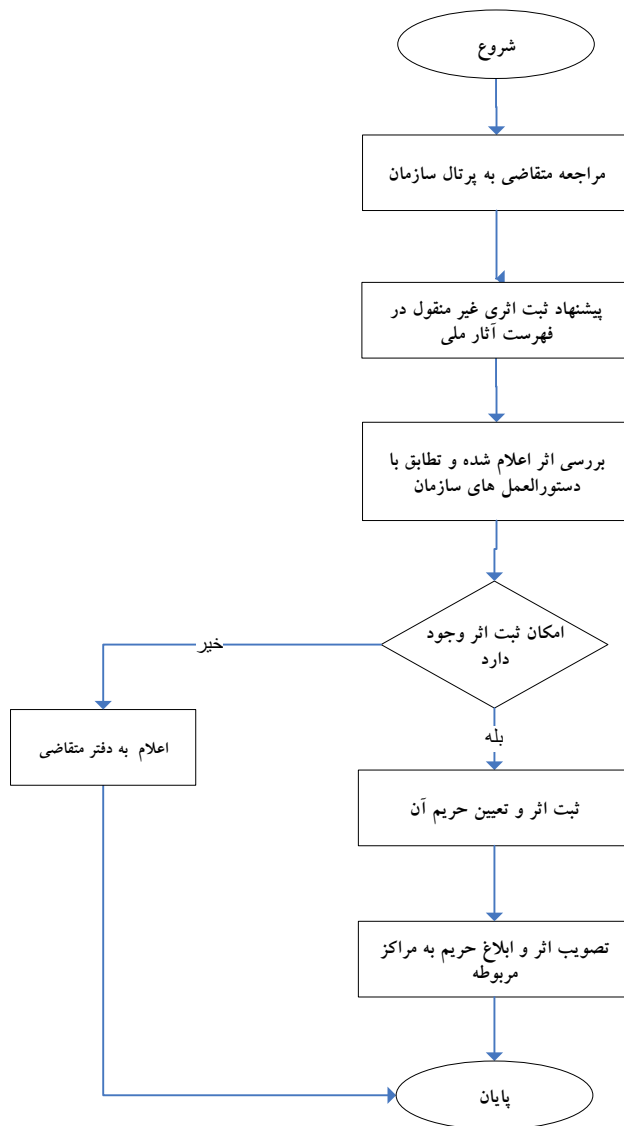 شروع
مراجعه متقاضی به پرتال سازمان
پیشنهاد ثبت اثری غیر منقول در
فهرست آثار ملی
بررسی اثر اعلام شده و تطابق با
دستورالعمل های سازمان
امکان ثبت اثر وجود
دارد
خیر
اعلام به دفتر متقاضی
بله
ثبت اثر و تعیین حریم آن
تصویب اثر و ابلاغ حریم به مراکز
مربوطه
پایان